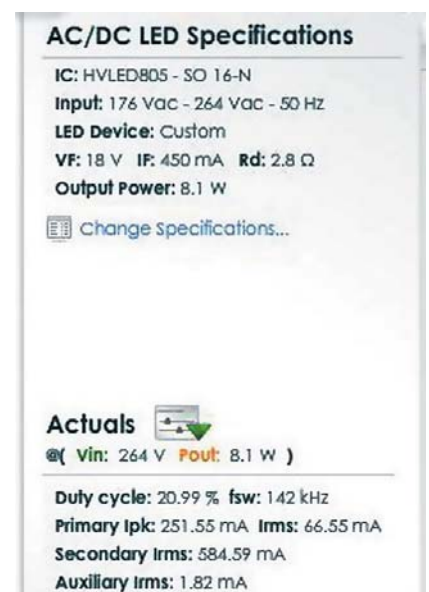 AC/DC LED Specifications
IC: HVLED805 - SO 16-N
Input: 176 Vac - 264 Vac - 50 Hz
LED Device: Custom
VF: 18 V IF: 450 mA Rd: 2.8 Ω
Output Power: 8.1 W
Change Specifications...
Actuals
@( Vin: 264 V Pout: 8.1 W )
Duty cycle: 20.99 % fsw: 142 kHz
Primary Ipk: 251.55 mA Irms: 66.55 mA
Secondary Irms: 584.59 mA
Auxiliary Irms: 1.82 mA